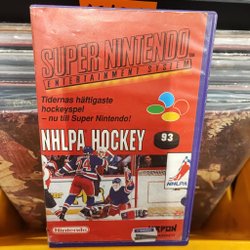 SUPER NINTENDO
ENTERTAINMENT SYSTEM
Tidernas häftigaste
hockeyspel
– nu till Super Nintendo!
NHLPA HOCKEY 93
NHLPA
Nintendo